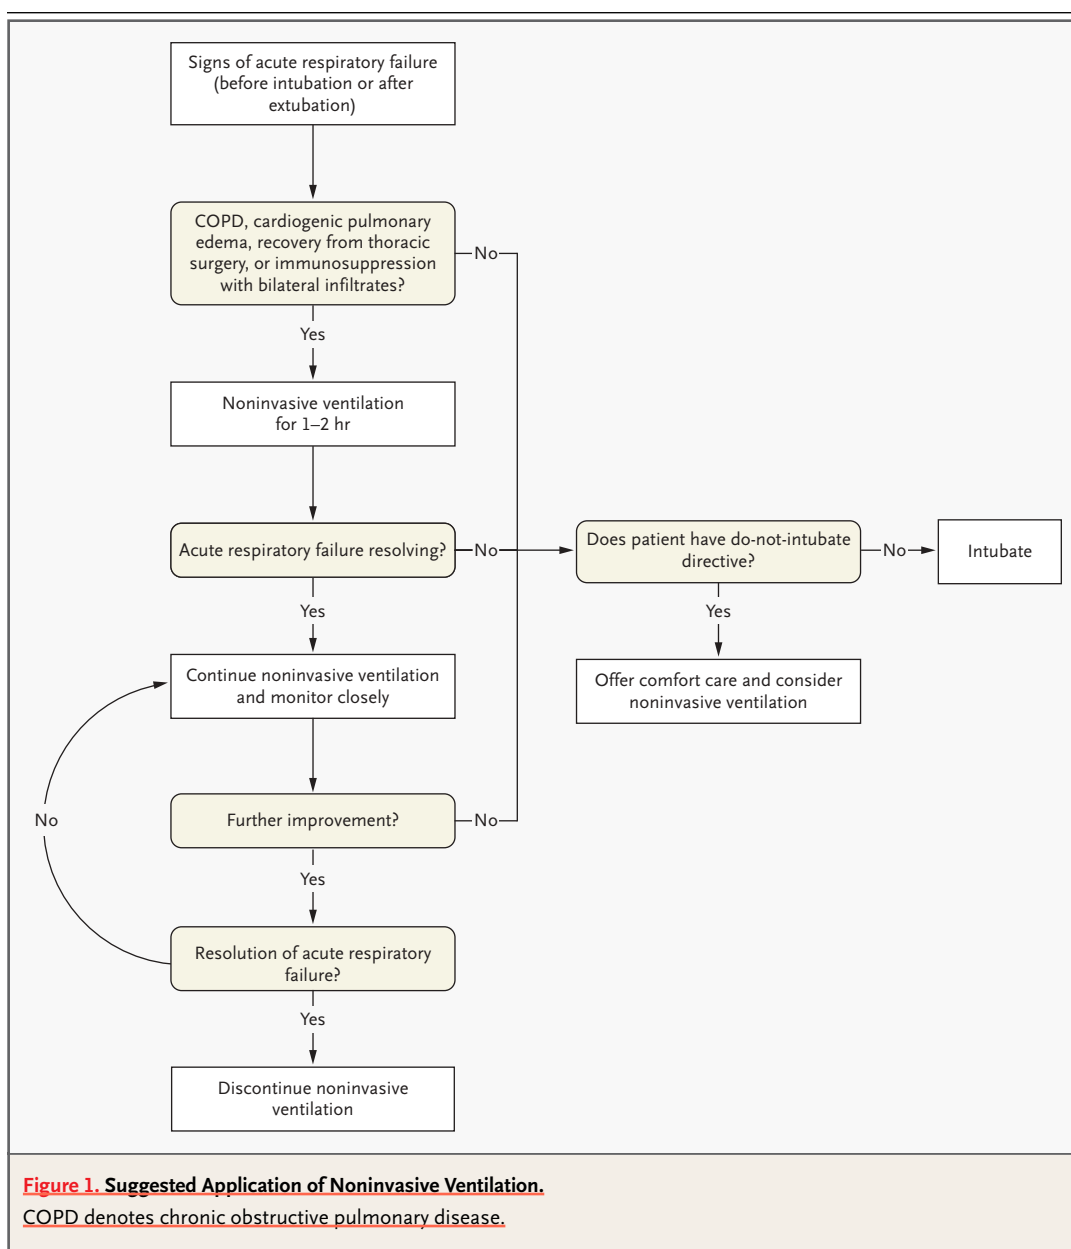 Signs of acute respiratory failure
(before intubation or after
extubation)
COPD, cardiogenic pulmonary
edema, recovery from thoracic
surgery, or immunosuppression
with bilateral infiltrates?
No
Yes
Noninvasive ventilation
for 1–2 hr
Acute respiratory failure resolving?
No
Does patient have do-not-intubate
directive?
No
Intubate
Yes
Yes
Continue noninvasive ventilation
and monitor closely
Offer comfort care and consider
noninvasive ventilation
No
Further improvement?
No
Yes
Resolution of acute respiratory
failure?
Yes
Discontinue noninvasive
ventilation
Figure 1. Suggested Application of Noninvasive Ventilation.
COPD denotes chronic obstructive pulmonary disease.